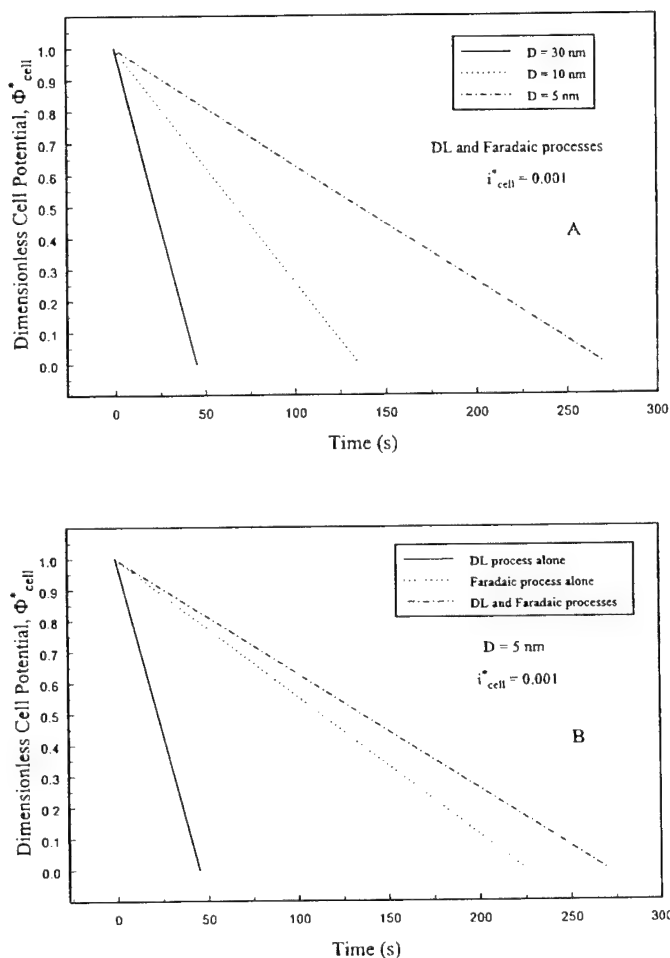 Dimensionless Cell Potential, Φ*cell
1.0
0.9
0.8
0.7
0.6
0.5
0.4
0.3
0.2
0.1
0.0
D = 30 nm
D = 10 nm
D = 5 nm
DL and Faradaic processes
i*cell = 0.001
A
0
50
100
150
200
250
300
Time (s)
Dimensionless Cell Potential, Φ*cell
1.0
0.9
0.8
0.7
0.6
0.5
0.4
0.3
0.2
0.1
0.0
DL process alone
Faradaic process alone
DL and Faradaic processes
D = 5 nm
i*cell = 0.001
B
0
50
100
150
200
250
300
Time (s)